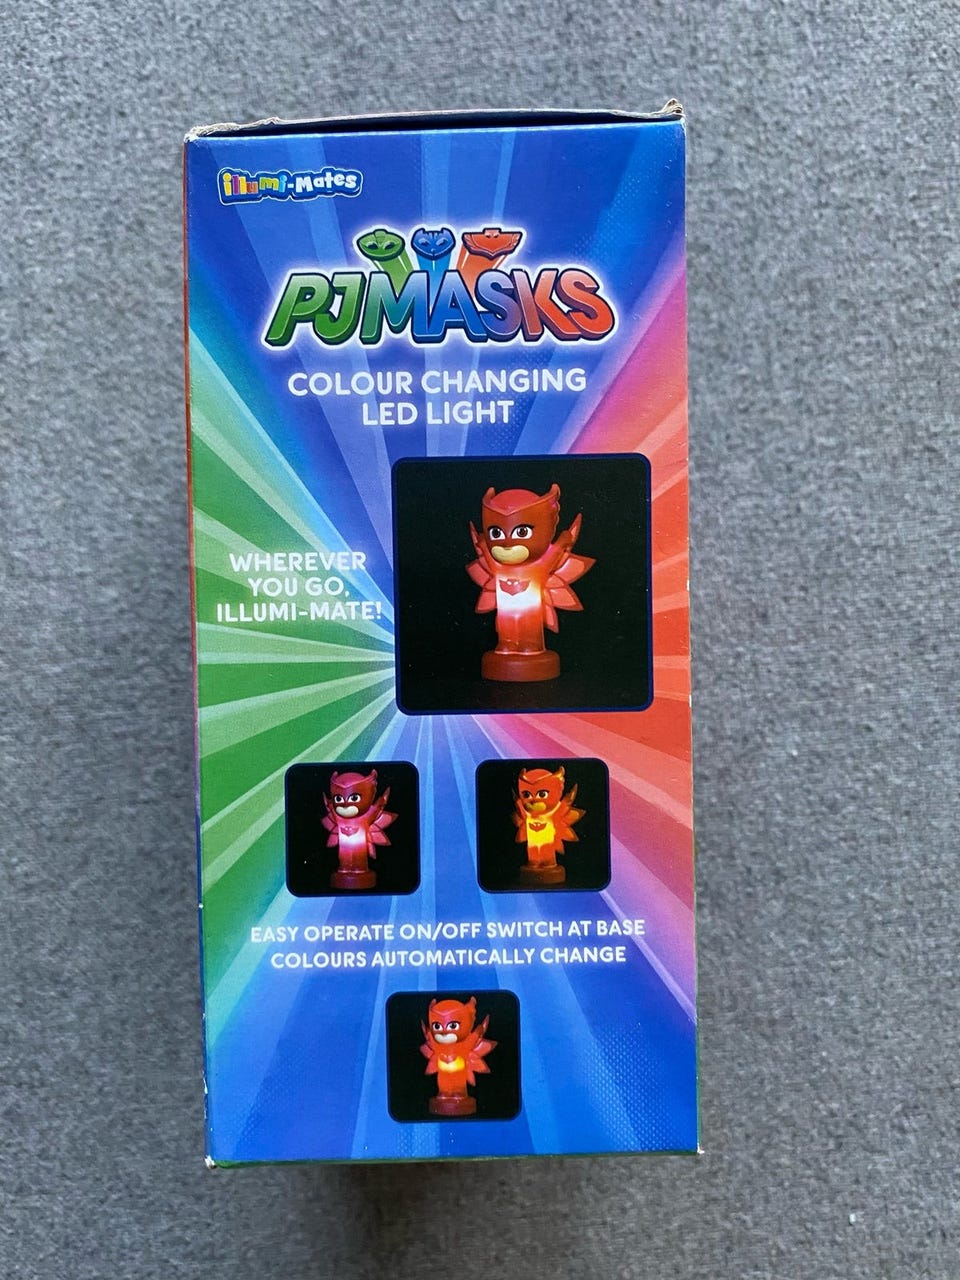 illumi-Mates
PJMASKS
COLOUR CHANGING
LED LIGHT
WHEREVER
YOU GO,
ILLUMI-MATE!
EASY OPERATE ON/OFF SWITCH AT BASE
COLOURS AUTOMATICALLY CHANGE